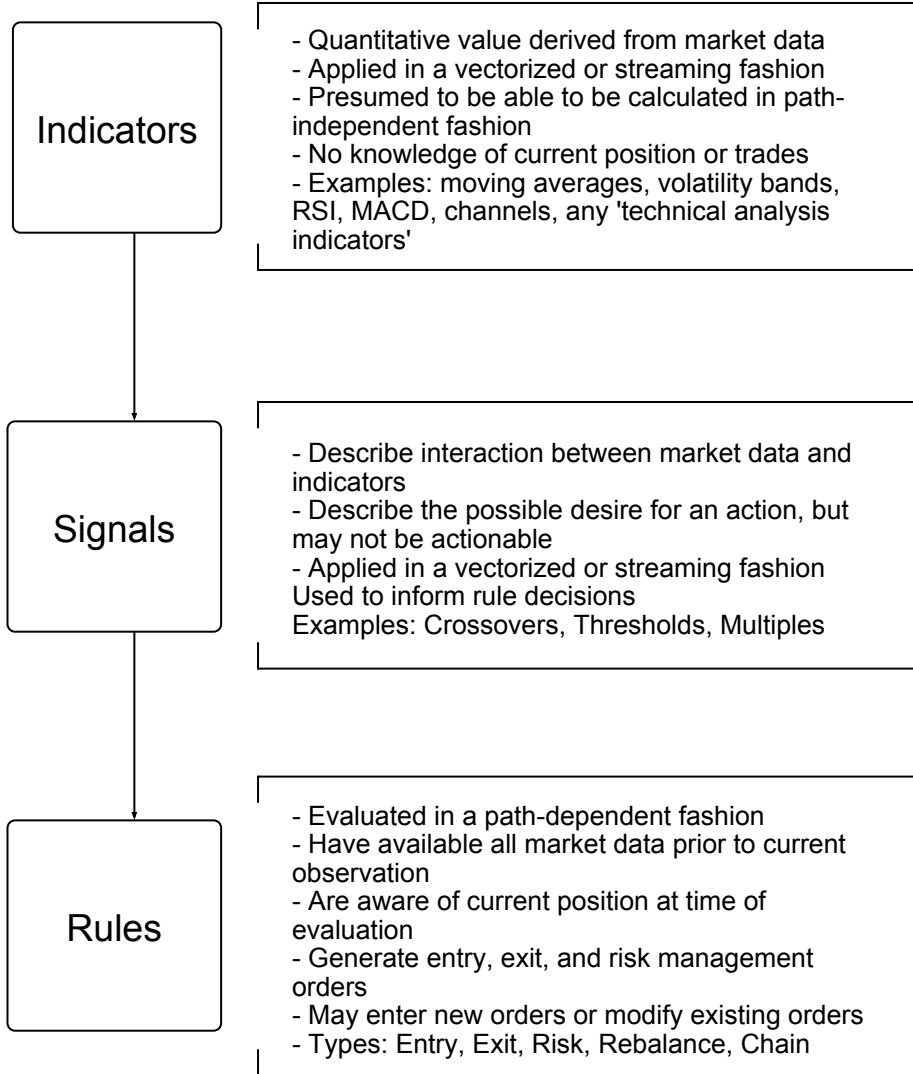 Indicators
- Quantitative value derived from market data
- Applied in a vectorized or streaming fashion
- Presumed to be able to be calculated in path-
independent fashion
- No knowledge of current position or trades
- Examples: moving averages, volatility bands,
RSI, MACD, channels, any 'technical analysis
indicators'
Signals
- Describe interaction between market data and
indicators
- Describe the possible desire for an action, but
may not be actionable
- Applied in a vectorized or streaming fashion
Used to inform rule decisions
Examples: Crossovers, Thresholds, Multiples
Rules
- Evaluated in a path-dependent fashion
- Have available all market data prior to current
observation
- Are aware of current position at time of
evaluation
- Generate entry, exit, and risk management
orders
- May enter new orders or modify existing orders
- Types: Entry, Exit, Risk, Rebalance, Chain